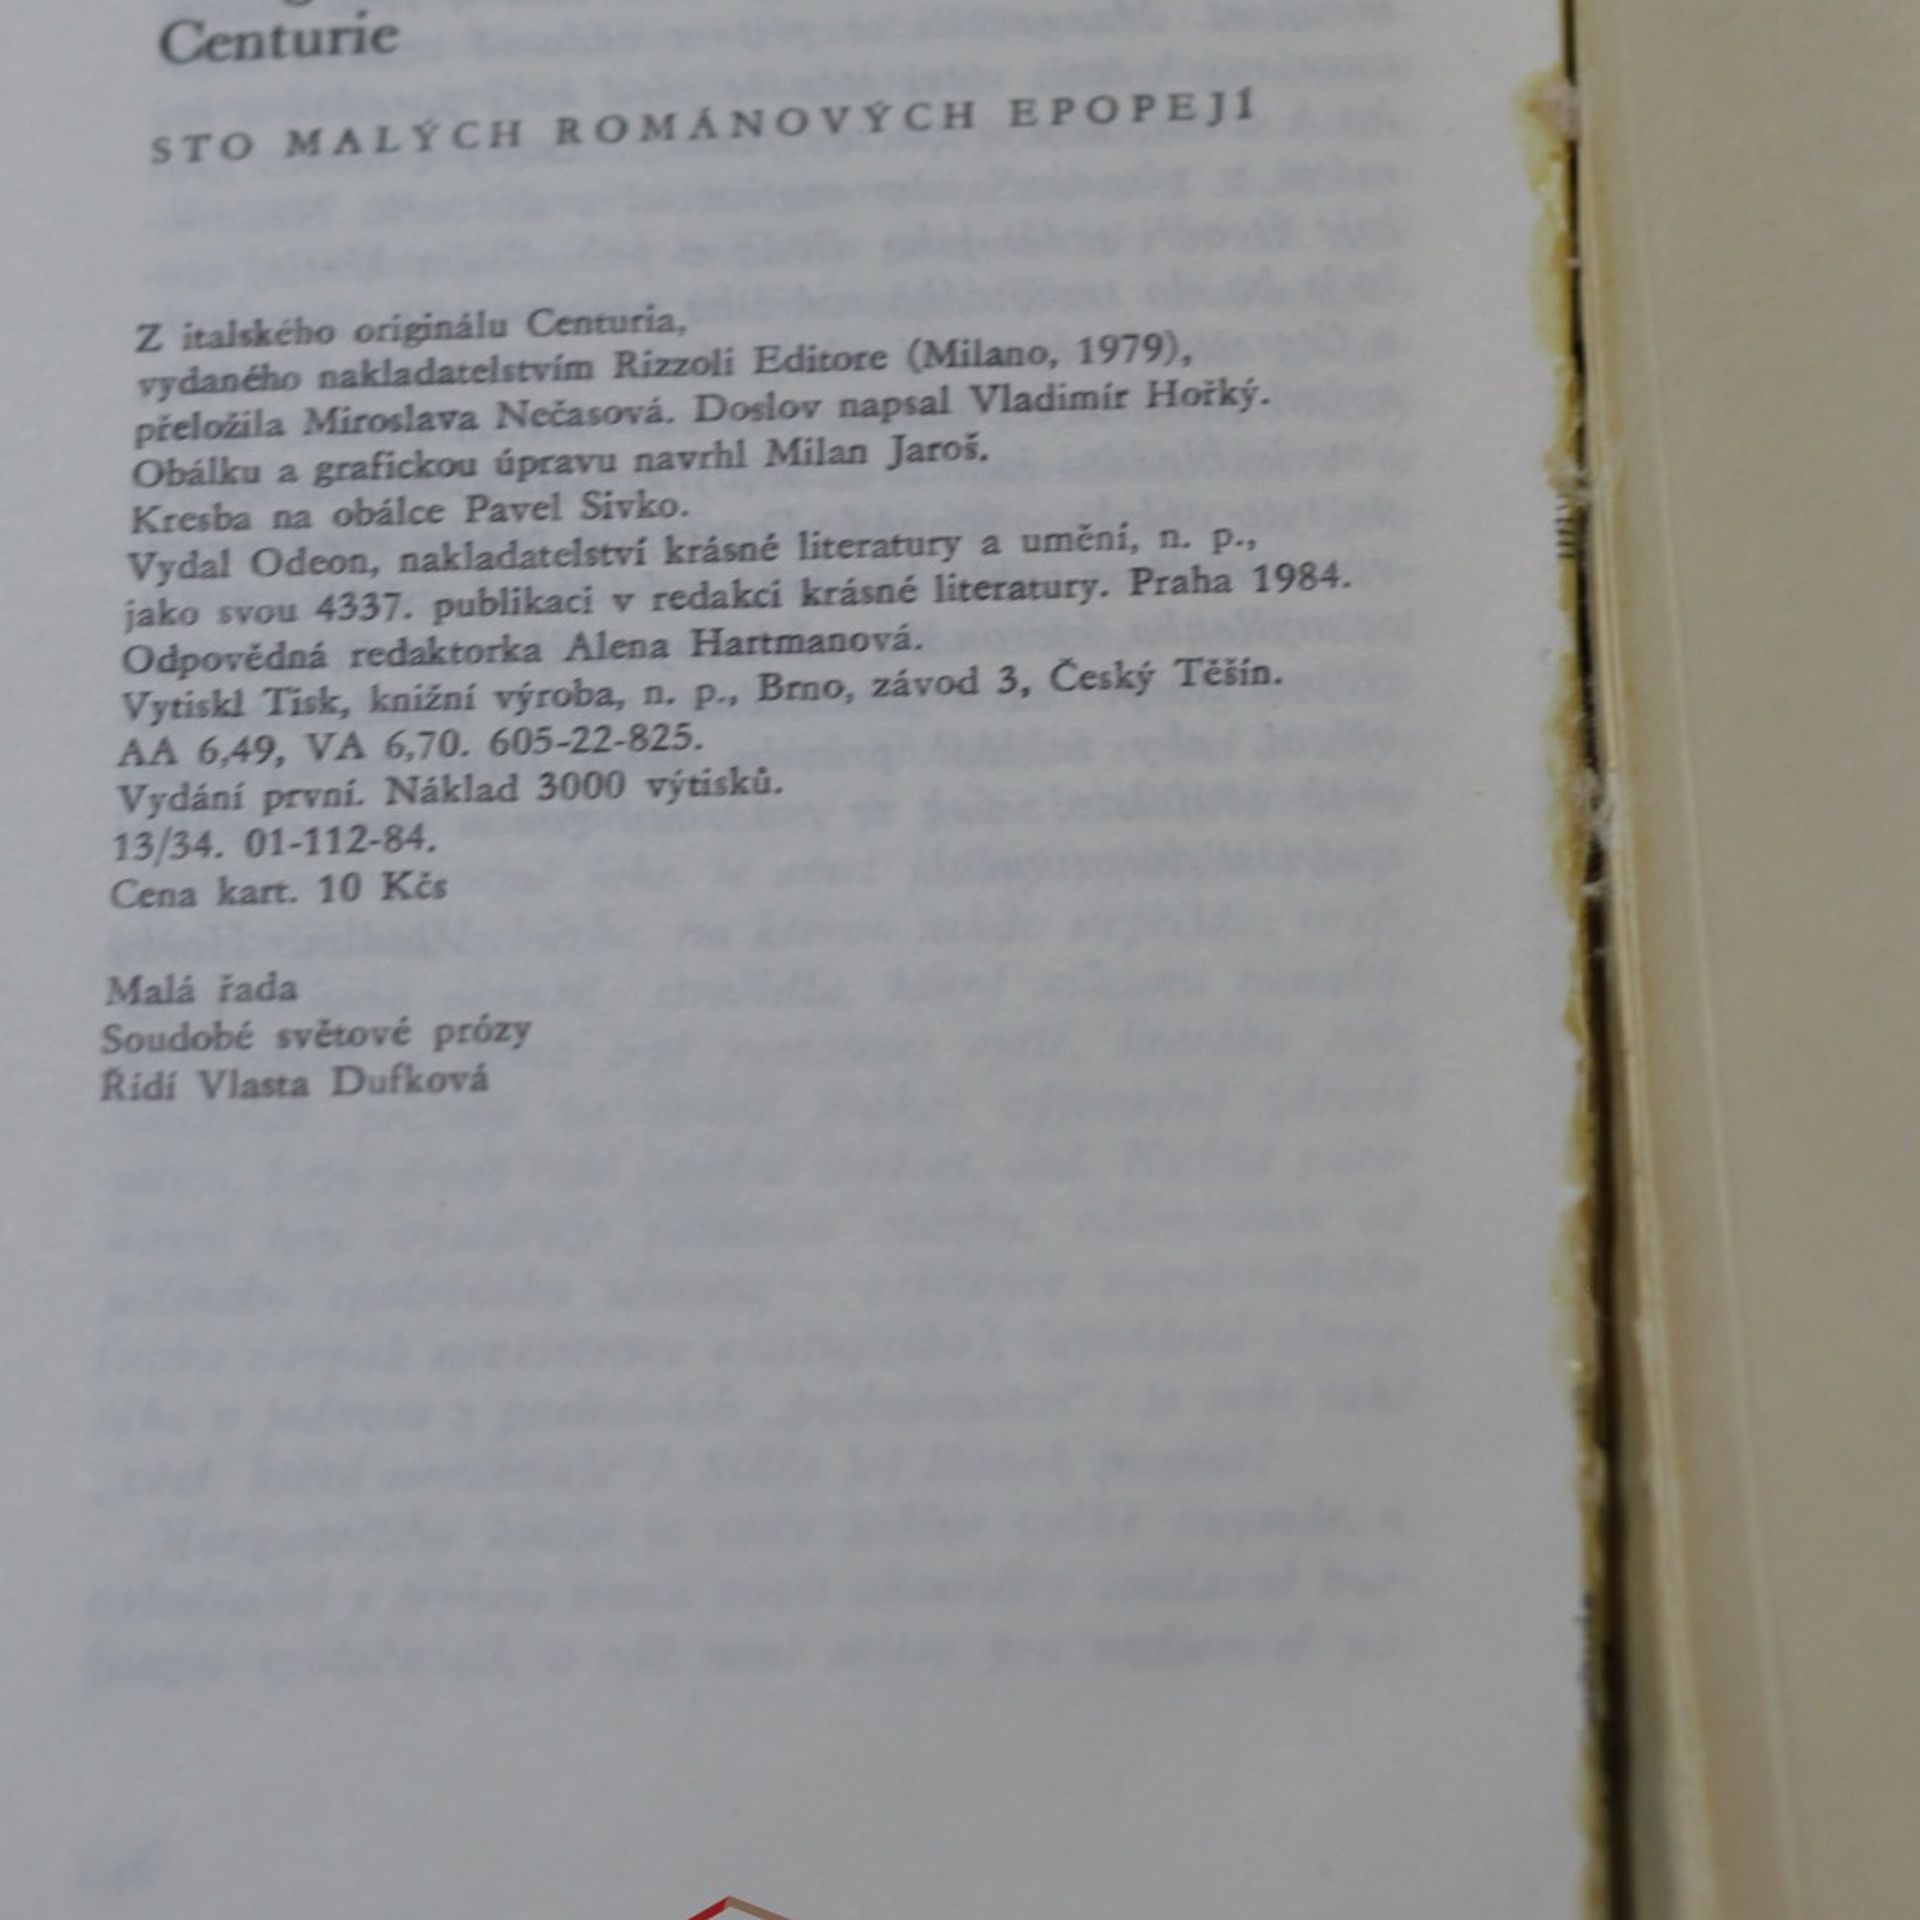 Centurie
STO MALÝCH ROMÁNOVÝCH EPOPEJÍ
Z italského originálu Centuria,
vydaného nakladatelstvím Rizzoli Editore (Milano, 1979),
přeložila Miroslava Nečasová. Doslov napsal Vladimír Hořký.
Obálku a grafickou úpravu navrhl Milan Jaroš.
Kresba na obálce Pavel Sivko.
Vydal Odeon, nakladatelství krásné literatury a umění, n. p.,
jako svou 4337. publikaci v redakci krásné literatury. Praha 1984.
Odpovědná redaktorka Alena Hartmanová.
Vytiskl Tisk, knižní výroba, n. p., Brno, závod 3, Český Těšín.
AA 6,49, VA 6,70. 605-22-825.
Vydání první. Náklad 3000 výtisků.
13/34. 01-112-84.
Cena kart. 10 Kčs
Malá řada
Soudobé světové prózy
Řídí Vlasta Dufková